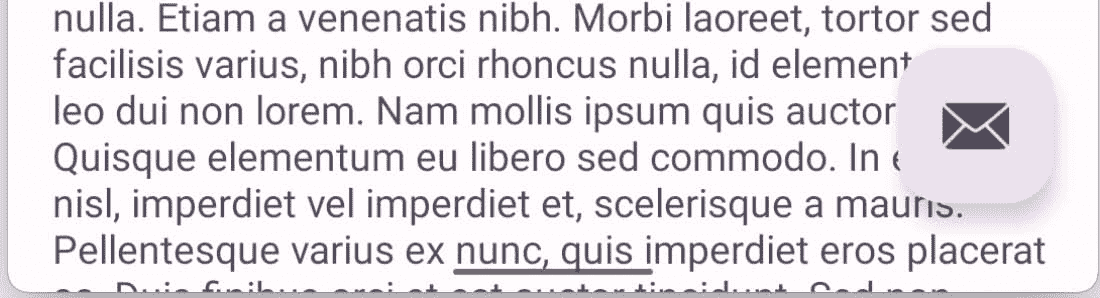 nulla. Etiam a venenatis nibh. Morbi laoreet, tortor sed
facilisis varius, nibh orci rhoncus nulla, id element
leo dui non lorem. Nam mollis ipsum quis auctor
Quisque elementum eu libero sed commodo. In
nisl, imperdiet vel imperdiet et, scelerisque a mauris.
Pellentesque varius ex nunc, quis imperdiet eros placerat